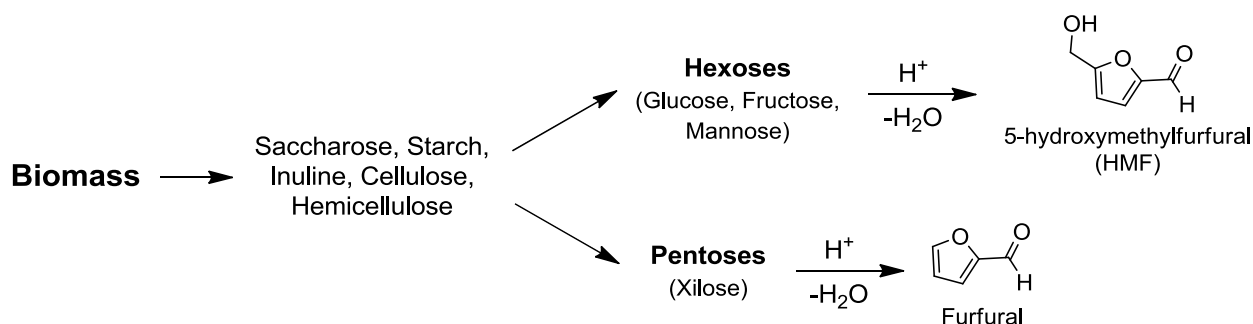 Biomass
Saccharose, Starch,
Inuline, Cellulose,
Hemicellulose
Hexoses
(Glucose, Fructose,
Mannose)
H⁺
-H₂O
OH
O
O
H
5-hydroxymethylfurfural
(HMF)
Pentoses
(Xilose)
H⁺
-H₂O
O
O
H
Furfural